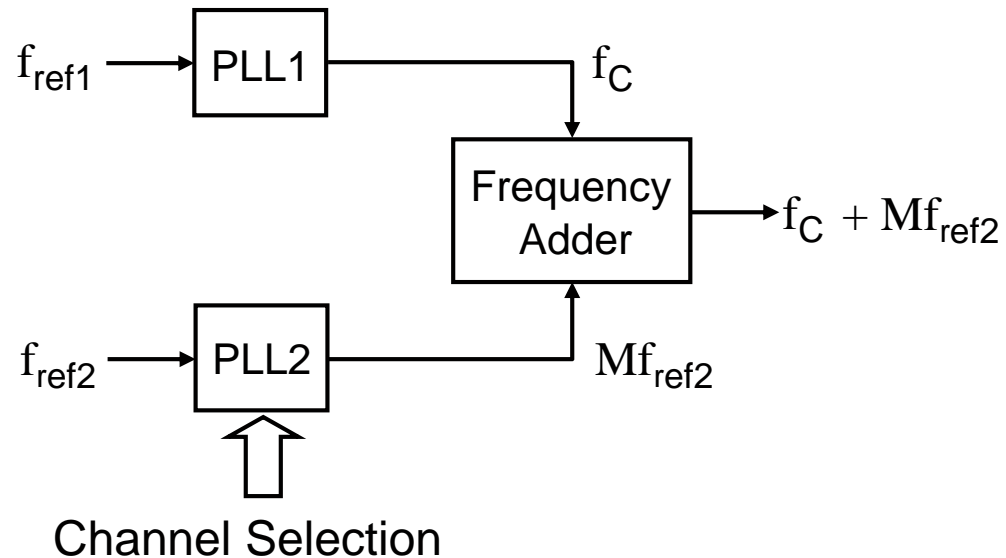 f_ref1
PLL1
f_C
Frequency
Adder
f_C + Mf_ref2
f_ref2
PLL2
Mf_ref2
Channel Selection